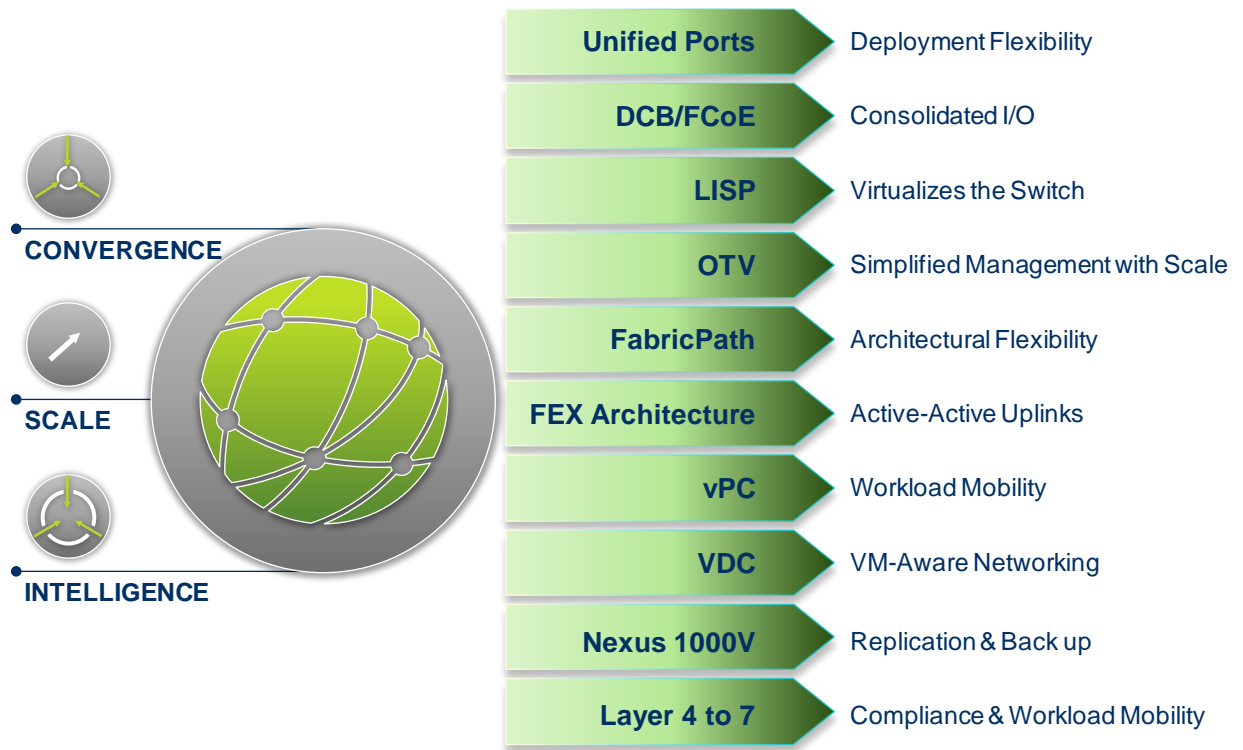 CONVERGENCE
SCALE
INTELLIGENCE
Unified Ports Deployment Flexibility
DCB/FCoE Consolidated I/O
LISP Virtualizes the Switch
OTV Simplified Management with Scale
FabricPath Architectural Flexibility
FEX Architecture Active-Active Uplinks
vPC Workload Mobility
VDC VM-Aware Networking
Nexus 1000V Replication & Back up
Layer 4 to 7 Compliance & Workload Mobility